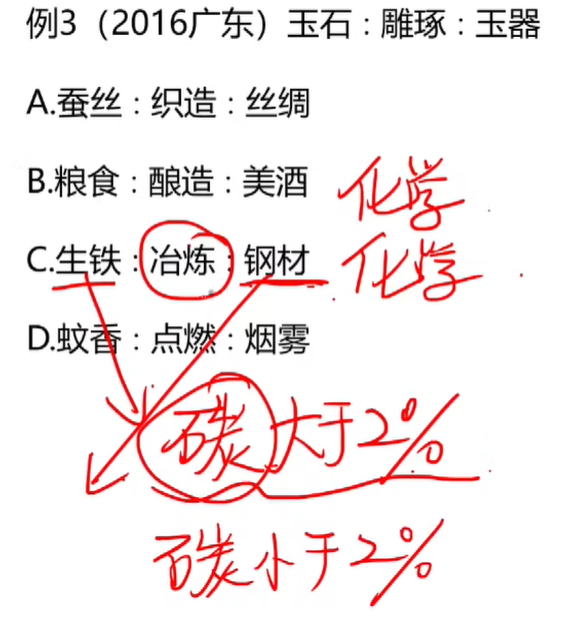 例3（2016广东）玉石：雕琢：玉器
A.蚕丝：织造：丝绸
B.粮食：酿造：美酒 化学
C.生铁：冶炼：钢材 化学
D.蚊香：点燃：烟雾
碳大于2%
碳小于2%